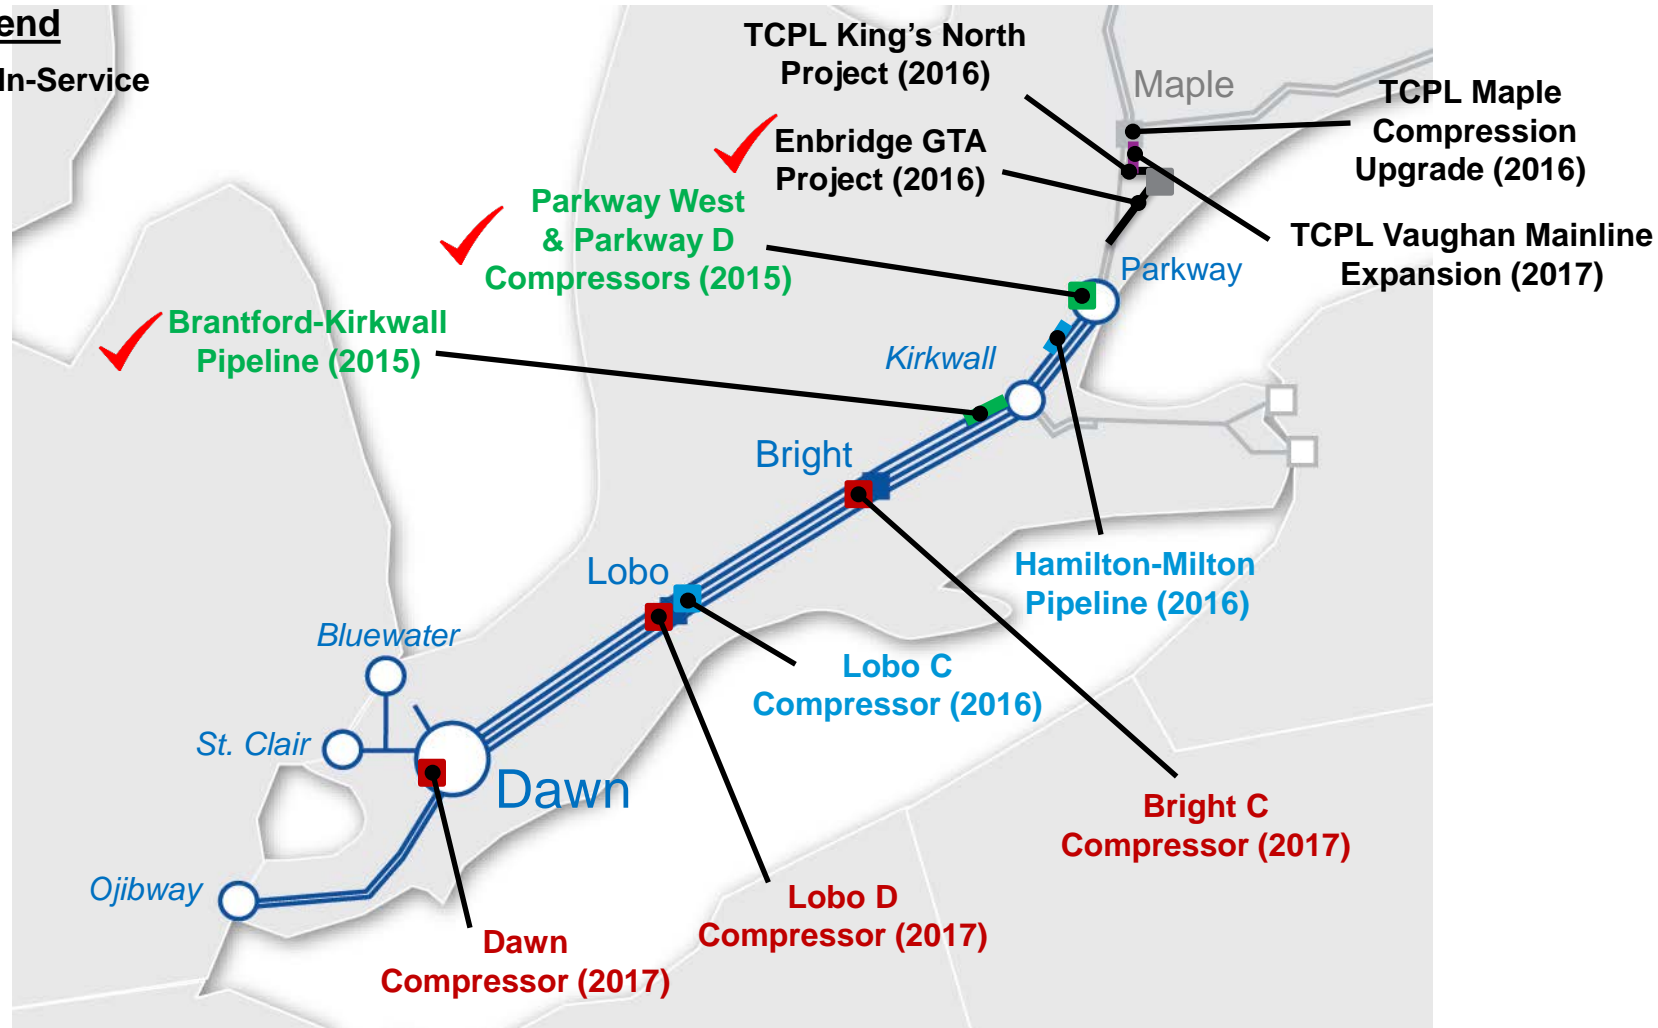 In-Service
TCPL King’s North
Project (2016)
Maple
TCPL Maple
Compression
Upgrade (2016)
Enbridge GTA
Project (2016)
Parkway West
& Parkway D
Compressors (2015)
TCPL Vaughan Mainline
Expansion (2017)
Parkway
Brantford-Kirkwall
Pipeline (2015)
Kirkwall
Bright
Hamilton-Milton
Pipeline (2016)
Lobo
Bluewater
Lobo C
Compressor (2016)
St. Clair
Dawn
Bright C
Compressor (2017)
Ojibway
Lobo D
Compressor (2017)
Dawn
Compressor (2017)